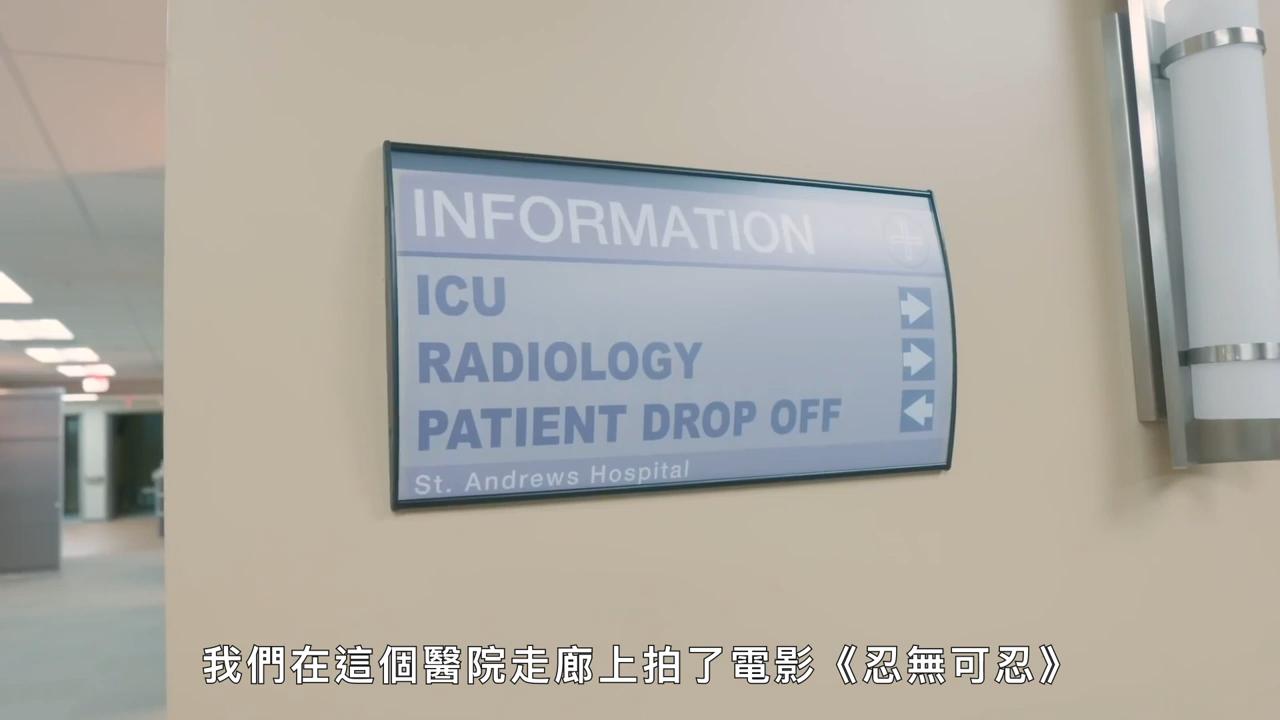 INFORMATION
ICU
RADIOLOGY
PATIENT DROP OFF
St. Andrews Hospital
我們在這個醫院走廊上拍了電影《忍無可忍》